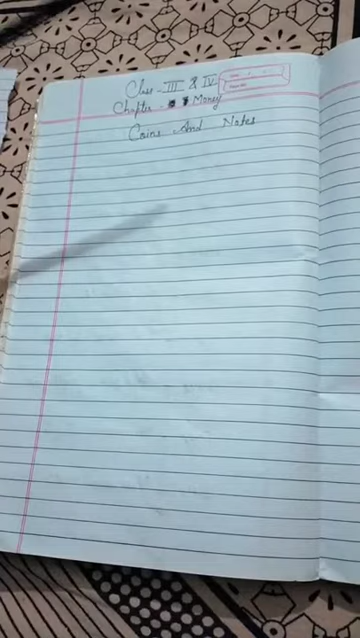 Class - III & IV
Chapter - Money
Coins And Notes